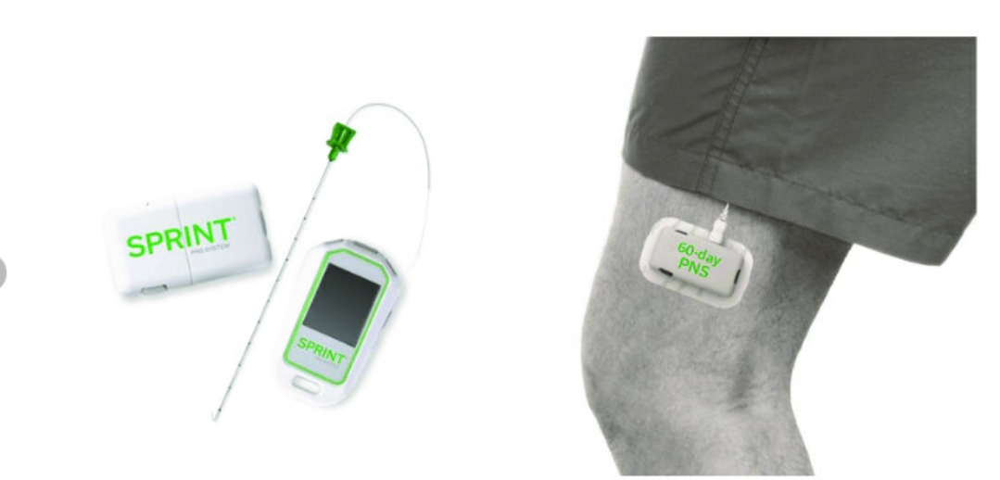 SPRINT®
PNS SYSTEM
SPRINT
60-day
PNS